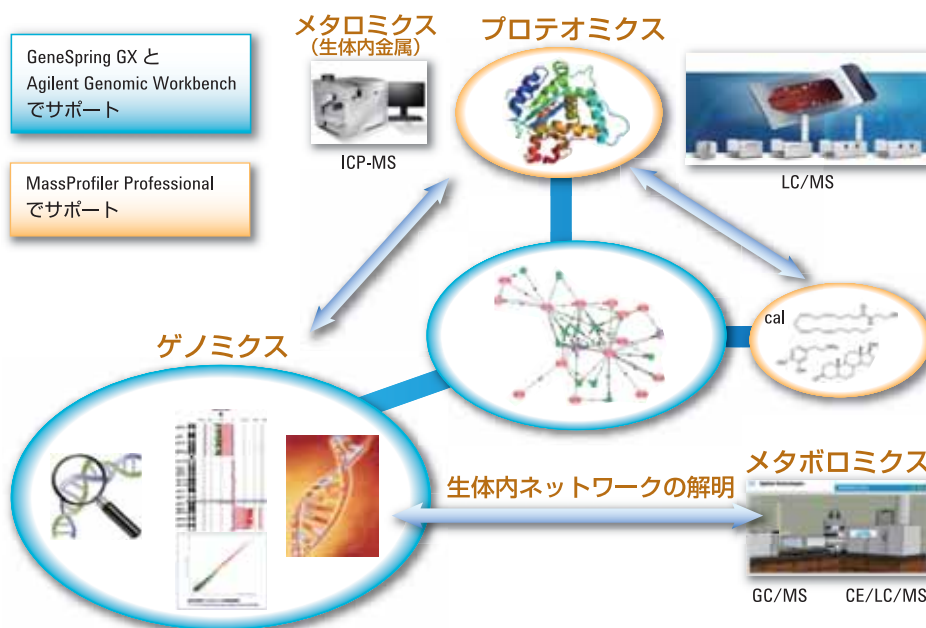 GeneSpring GX と
Agilent Genomic Workbench
でサポート
MassProfiler Professional
でサポート
メタロミクス
（生体内金属）
ICP-MS
プロテオミクス
LC/MS
cal
ゲノミクス
生体内ネットワークの解明
メタボロミクス
GC/MS
CE/LC/MS